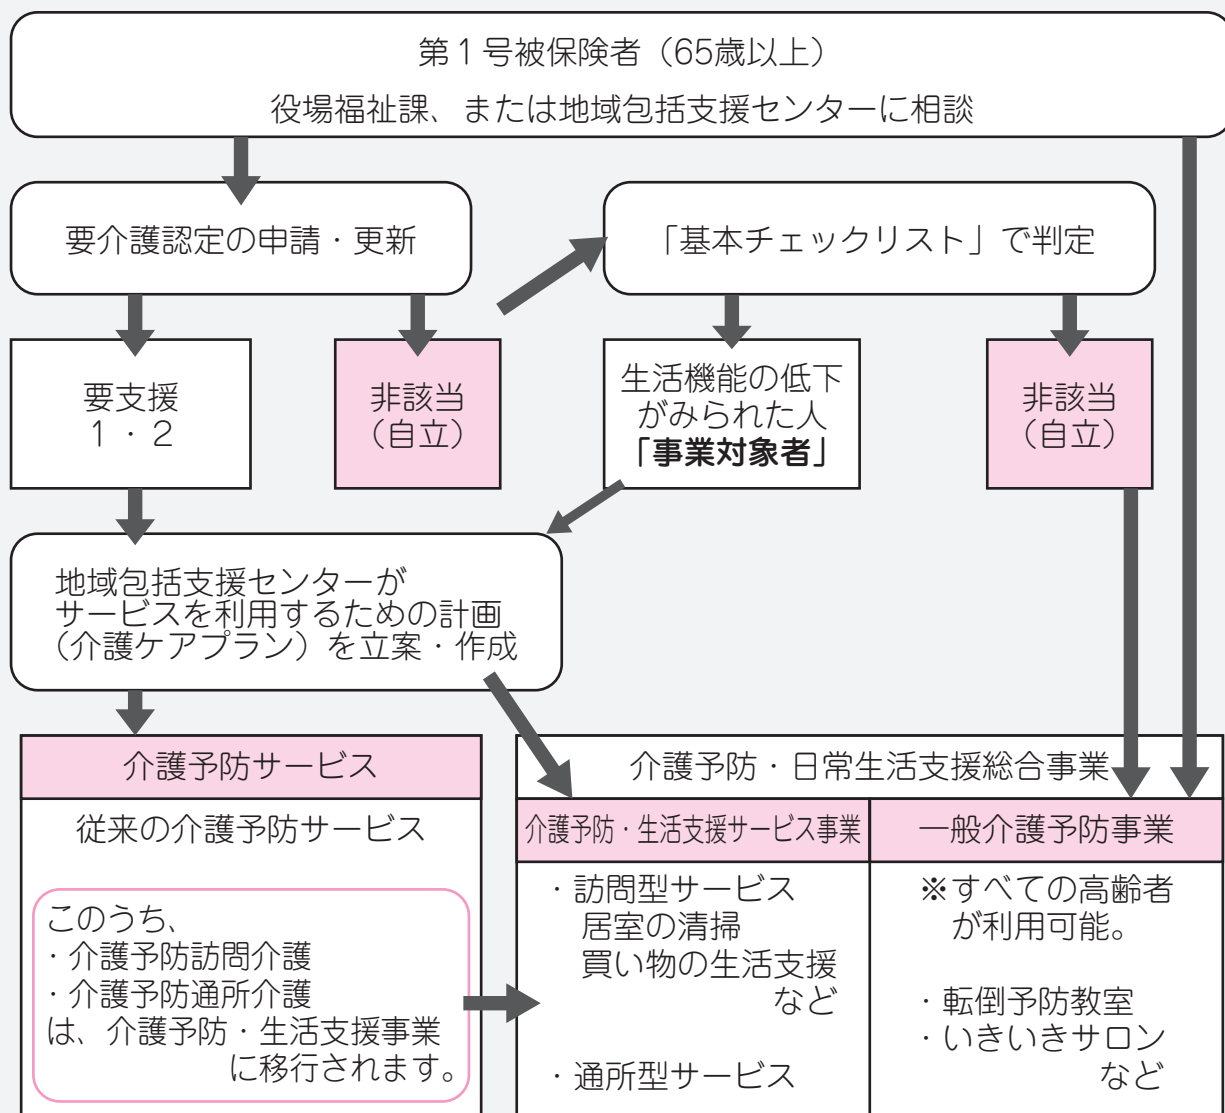 第1号被保険者（65歳以上）
役場福祉課、または地域包括支援センターに相談
要介護認定の申請・更新
「基本チェックリスト」で判定
要支援
1・2
非該当
（自立）
生活機能の低下
がみられた人
「事業対象者」
非該当
（自立）
地域包括支援センターが
サービスを利用するための計画
（介護ケアプラン）を立案・作成
介護予防サービス
従来の介護予防サービス
このうち、
・介護予防訪問介護
・介護予防通所介護
は、介護予防・生活支援事業
に移行されます。
介護予防・日常生活支援総合事業
介護予防・生活支援サービス事業
・訪問型サービス
居室の清掃
買い物の生活支援
など
・通所型サービス
一般介護予防事業
※すべての高齢者
が利用可能。
・転倒予防教室
・いきいきサロン
など